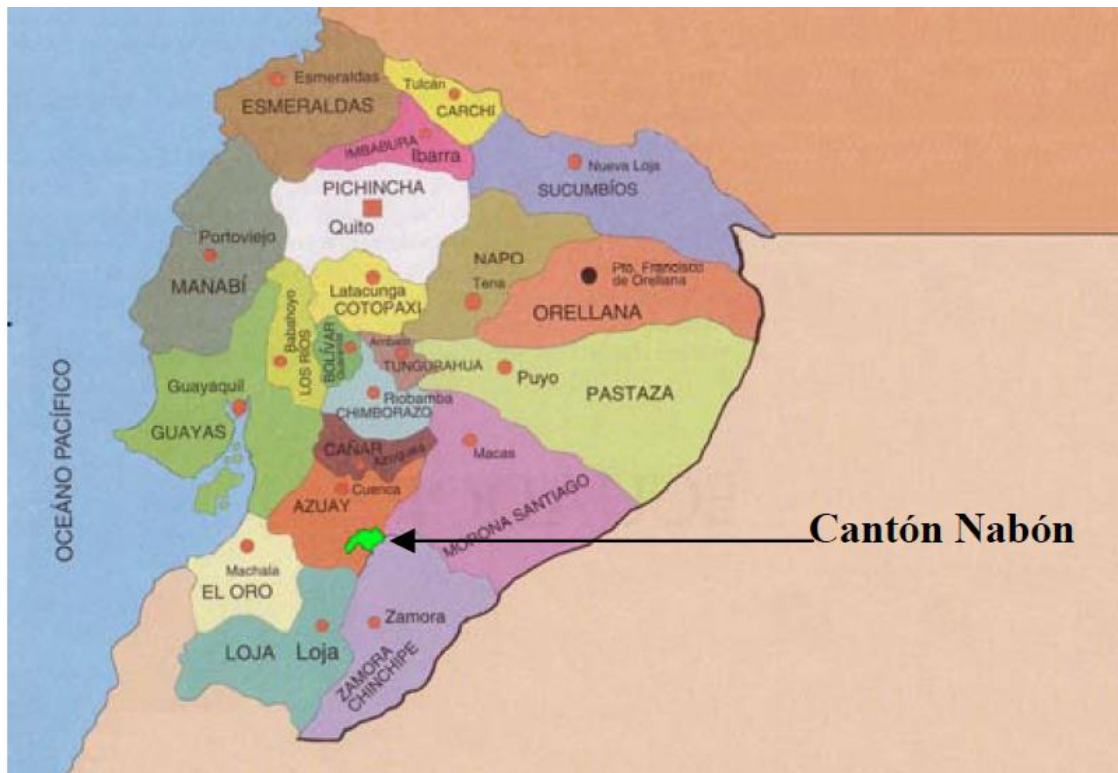 Esmeraldas
ESMERALDAS
Tulcán
CARCHI
IMBABURA
Ibarra
Nueva Loja
SUCUMBÍOS
PICHINCHA
Quito
Portoviejo
MANABÍ
NAPO
Tena
Pto. Francisco
de Orellana
ORELLANA
Latacunga
COTOPAXI
Babahoyo
LOS RÍOS
BOLÍVAR
Guaranda
Ambato
TUNGURAHUA
Puyo
PASTAZA
Guayaquil
GUAYAS
Riobamba
CHIMBORAZO
OCEÁNO PACÍFICO
CAÑAR
Azogues
Macas
Cuenca
AZUAY
MORONA SANTIAGO
Cantón Nabón
Machala
EL ORO
Zamora
LOJA
Loja
ZAMORA
CHINCHIPE